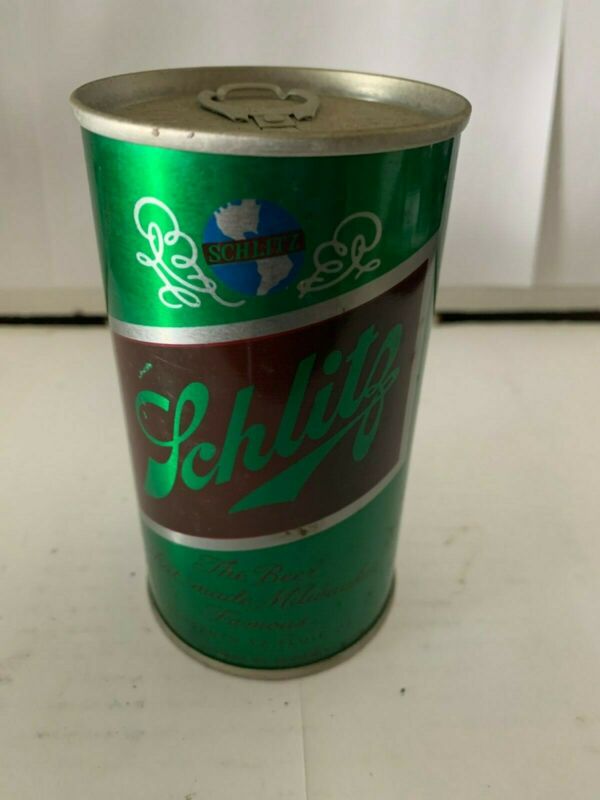 SCHLITZ
Schlitz
The Beer
made Milwaukee
Famous